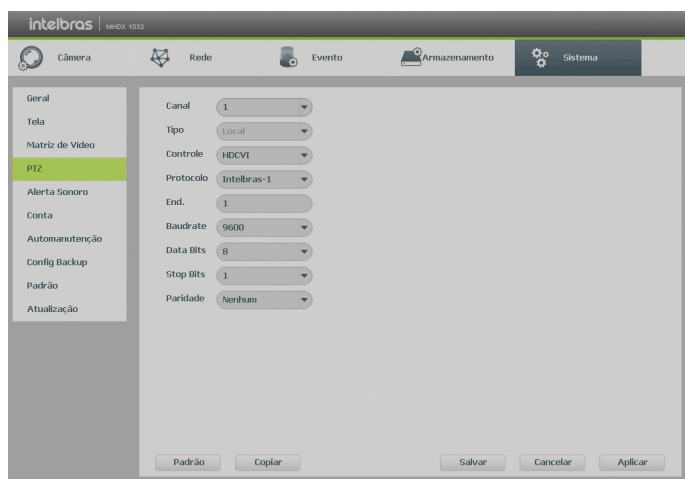 intelbras | MHDX 1032
Câmera Rede Evento Armazenamento Sistema
Geral
Tela
Matriz de Vídeo
PTZ
Alerta Sonoro
Conta
Automanutenção
Config Backup
Padrão
Atualização
Canal 1
Tipo Local
Controle HDCVI
Protocolo Intelbras-1
End. 1
Baudrate 9600
Data Bits 8
Stop Bits 1
Paridade Nenhum
Padrão Copiar Salvar Cancelar Aplicar